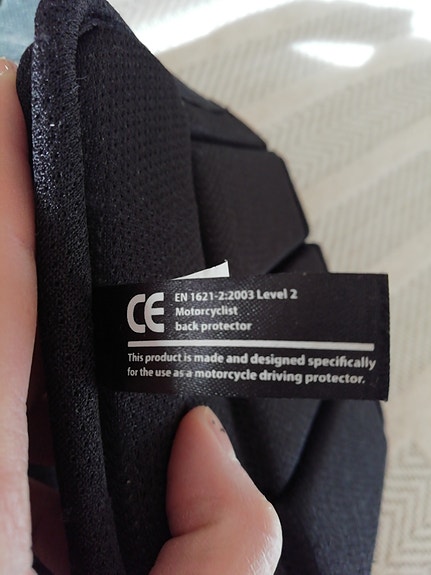 CE
EN 1621-2:2003 Level 2
Motorcyclist
back protector
This product is made and designed specifically
for the use as a motorcycle driving protector.